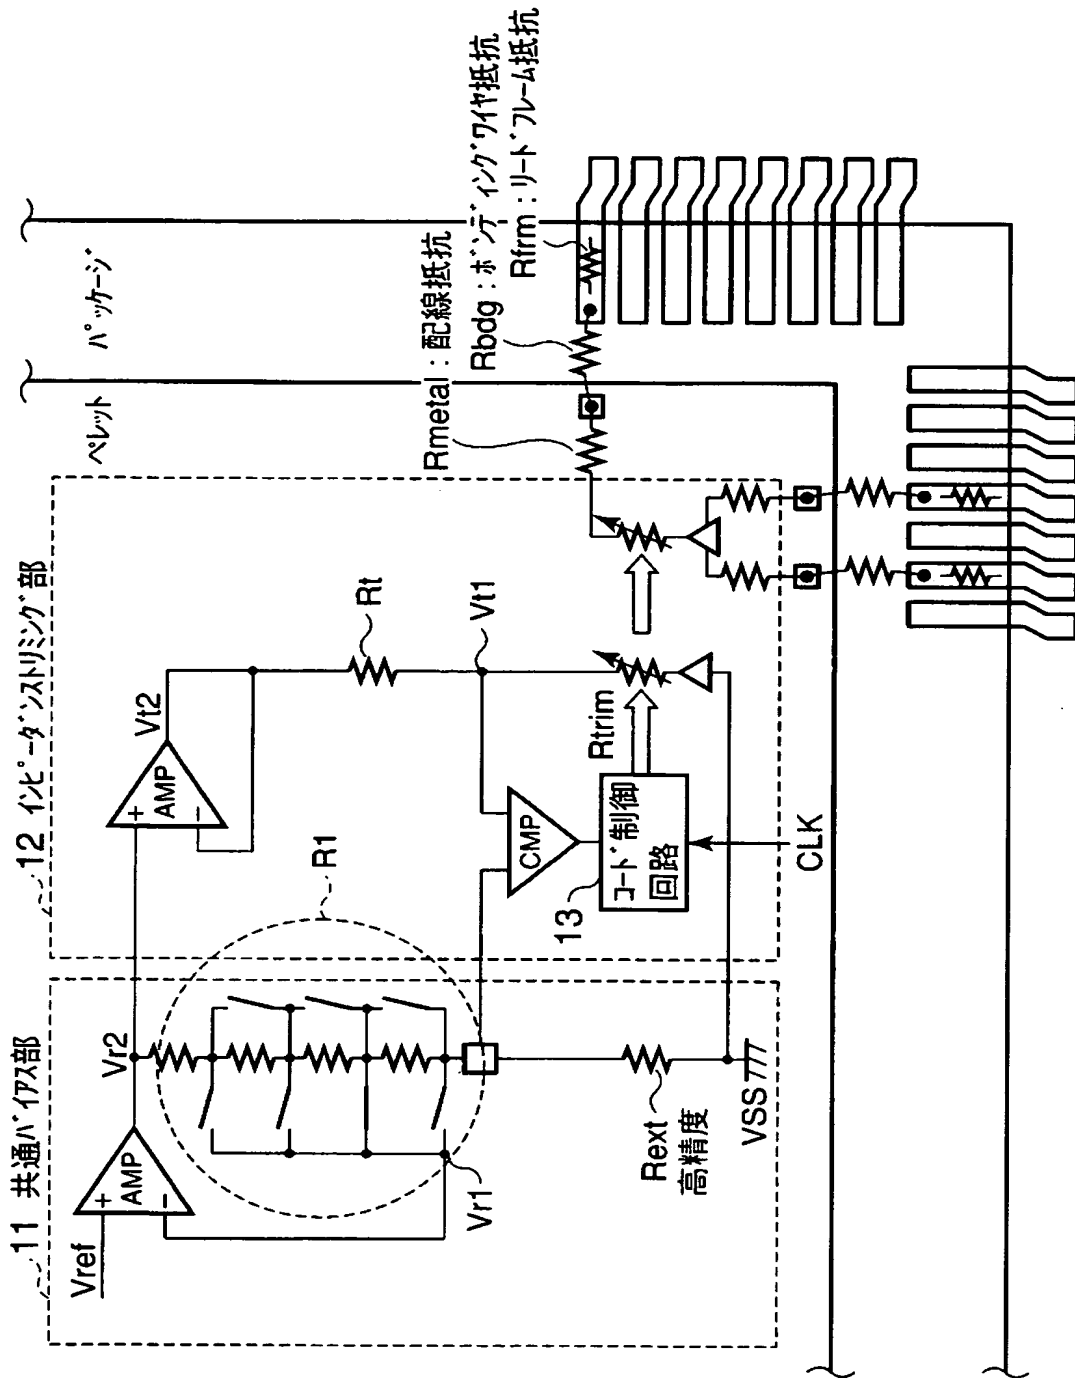 11 共通バイアス部
Vref
AMP
+
−
Vr2
Vr1
R1
Rext
高精度
VSS
12 インピーダンストリミング部
AMP
+
−
Vt2
Rt
Vt1
CMP
13
コード制御
回路
CLK
Rtrim
ペレット
パッケージ
Rmetal：配線抵抗
Rbdg：ボンディングワイヤ抵抗
Rfrm：リードフレーム抵抗